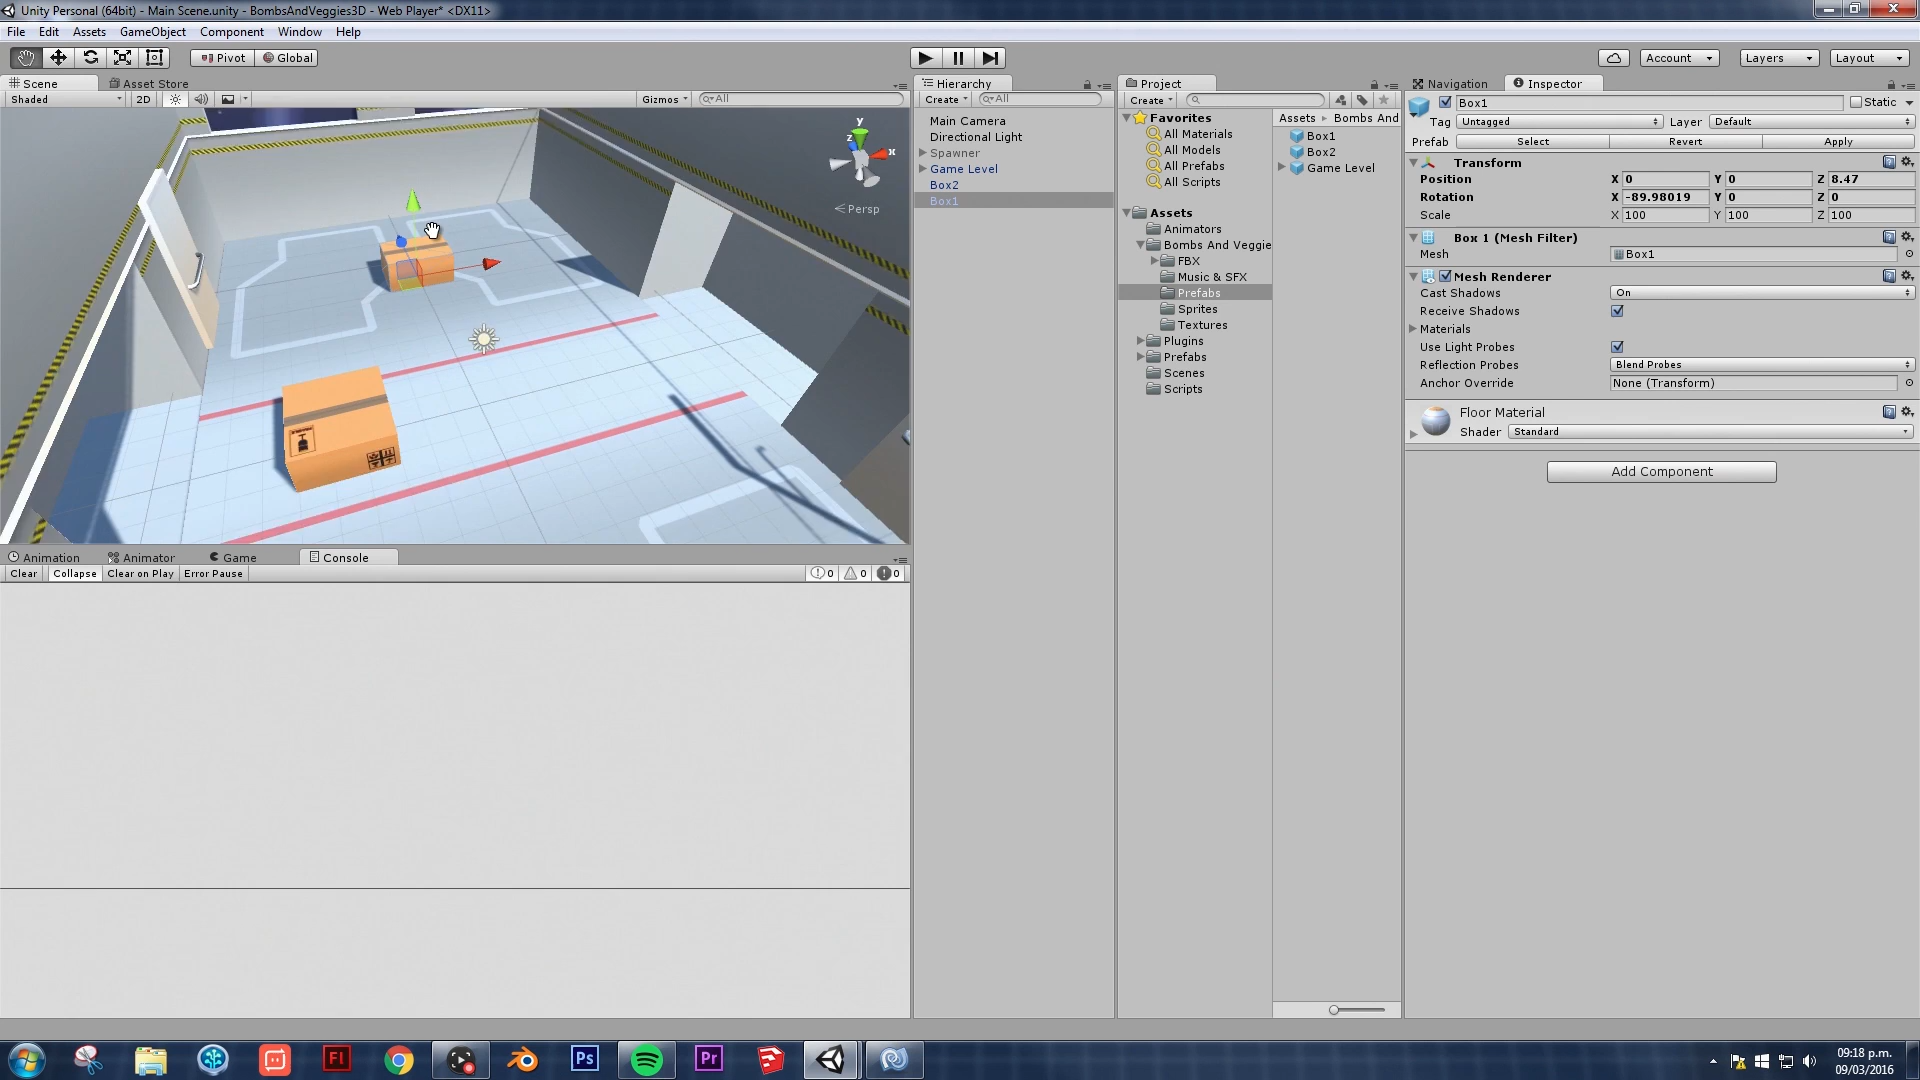 Unity Personal (64bit) - Main Scene.unity - BombsAndVeggies3D - Web Player* <DX11>
File Edit Assets GameObject Component Window Help
Pivot Global Account Layers Layout
Scene Asset Store
Shaded 2D Gizmos All
y
x
z
Persp
Animation Animator Game Console
Clear Collapse Clear on Play Error Pause 0 0 0
Hierarchy
Create All
Main Camera
Directional Light
Spawner
Game Level
Box2
Box1
Project
Create
Favorites
All Materials
All Models
All Prefabs
All Scripts
Assets
Animators
Bombs And Veggie
FBX
Music & SFX
Prefabs
Sprites
Textures
Plugins
Prefabs
Scenes
Scripts
Assets Bombs And
Box1
Box2
Game Level
Navigation Inspector
Box1 Static
Tag Untagged Layer Default
Prefab Select Revert Apply
Transform
Position X 0 Y 0 Z 8.47
Rotation X -89.98019 Y 0 Z 0
Scale X 100 Y 100 Z 100
Box 1 (Mesh Filter)
Mesh Box1
Mesh Renderer
Cast Shadows On
Receive Shadows
Materials
Use Light Probes
Reflection Probes Blend Probes
Anchor Override None (Transform)
Floor Material
Shader Standard
Add Component
Fl Ps Pr
09:18 p.m.
09/03/2016